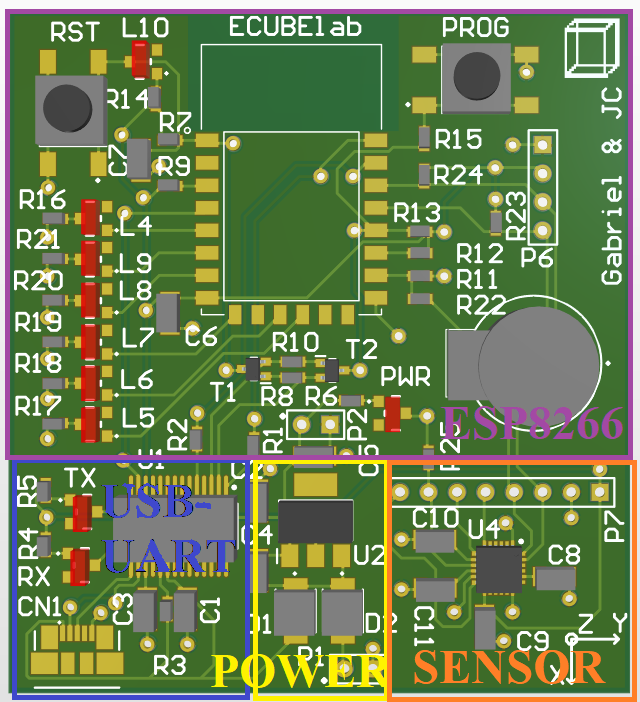 RST
L10
ECUBElab
PROG
R14
R7
R15
C7
R9
R24
Gabriel & JC
R16
L4
R13
R23
R21
L9
R12
P6
R20
L8
R11
R19
R22
L7
C6
R10
T2
R18
L6
T1
R8
R6
PWR
R17
L5
R2
R1
P2
ESP8266
R25
U1
C2
C5
R5
TX
USB-
UART
C10
U4
P7
R4
C4
U2
C8
RX
CN1
C3
C1
D1
D2
C11
C9
Z
Y
R3
P1
POWER
SENSOR
X